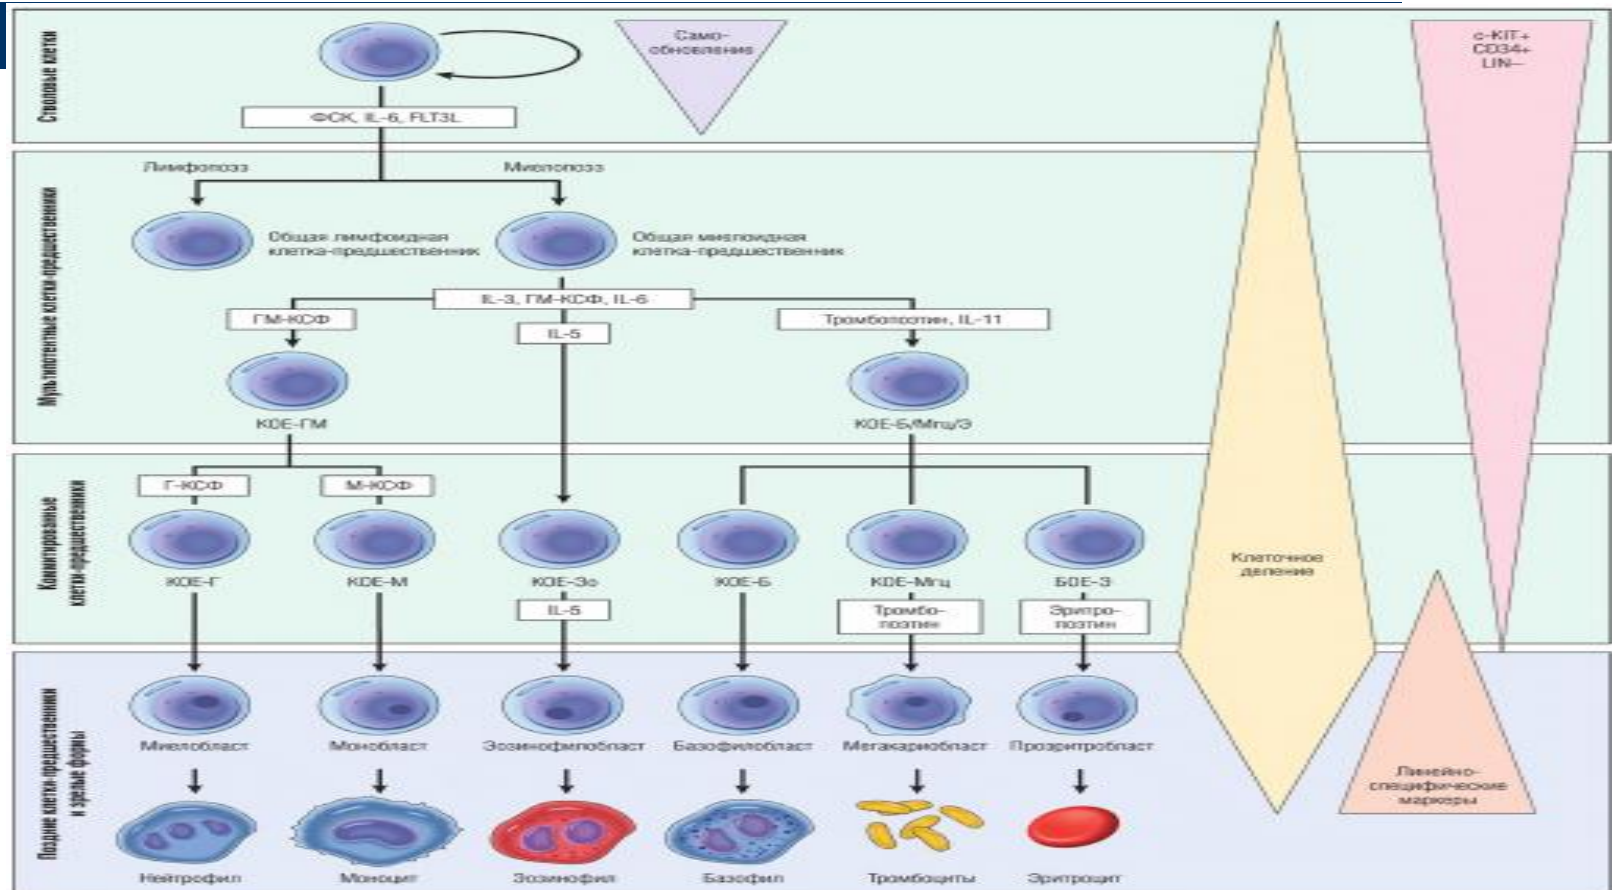 Стволовые клетки
Само-
обновление
c-KIT+
CD34+
LIN–
ФСК, IL-6, FLT3L
Мультипотентные клетки-предшественники
Лимфопоэз
Миелопоэз
Общая лимфоидная
клетка-предшественник
Общая миелоидная
клетка-предшественник
IL-3, ГМ-КСФ, IL-6
ГМ-КСФ
IL-5
Тромбопоэтин, IL-11
КОЕ-ГМ
КОЕ-Б/Мгц/Э
Коммитированные
клетки-предшественники
Г-КСФ
М-КСФ
КОЕ-Г
КОЕ-М
КОЕ-Эо
КОЕ-Б
КОЕ-Мгц
БОЕ-Э
IL-5
Тромбо-
поэтин
Эритро-
поэтин
Клеточное
деление
Поздние клетки-предшественники
и зрелые формы
Миелобласт
Монобласт
Эозинофилобласт
Базофилобласт
Мегакариобласт
Проэритробласт
Линейно-
специфические
маркеры
Нейтрофил
Моноцит
Эозинофил
Базофил
Тромбоциты
Эритроцит